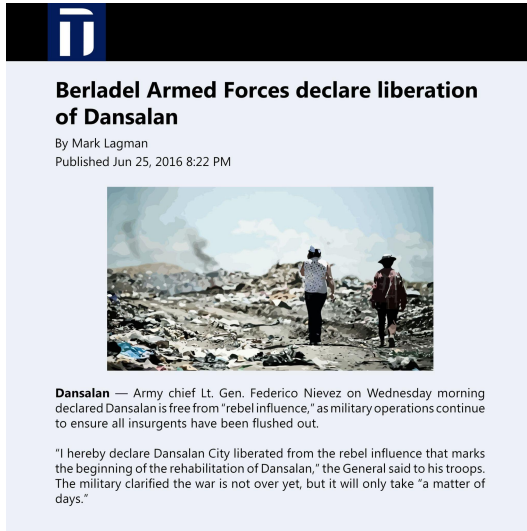 Berladel Armed Forces declare liberation
of Dansalan
By Mark Lagman
Published Jun 25, 2016 8:22 PM
Dansalan — Army chief Lt. Gen. Federico Nievez on Wednesday morning
declared Dansalan is free from “rebel influence,” as military operations continue
to ensure all insurgents have been flushed out.
"I hereby declare Dansalan City liberated from the rebel influence that marks
the beginning of the rehabilitation of Dansalan,” the General said to his troops.
The military clarified the war is not over yet, but it will only take “a matter of
days.”